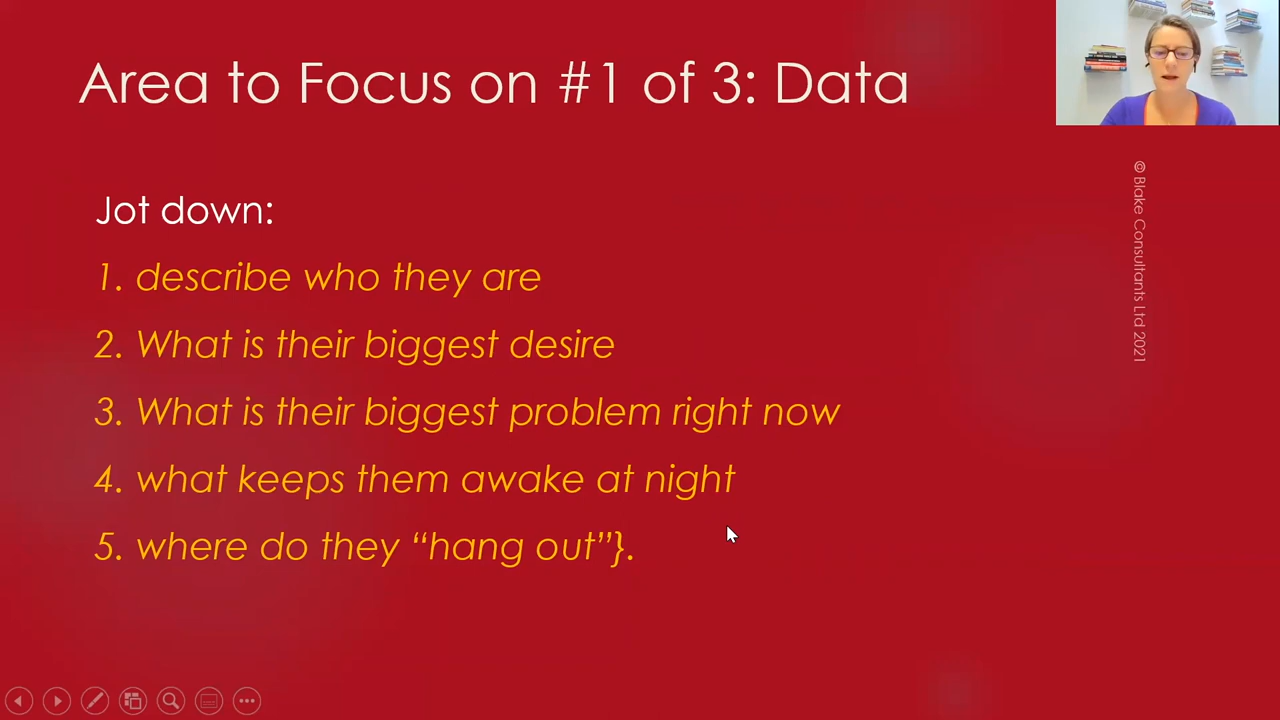 Area to Focus on #1 of 3: Data
Jot down:
1. describe who they are
2. What is their biggest desire
3. What is their biggest problem right now
4. what keeps them awake at night
5. where do they “hang out”}.
© Blake Consultants Ltd 2021